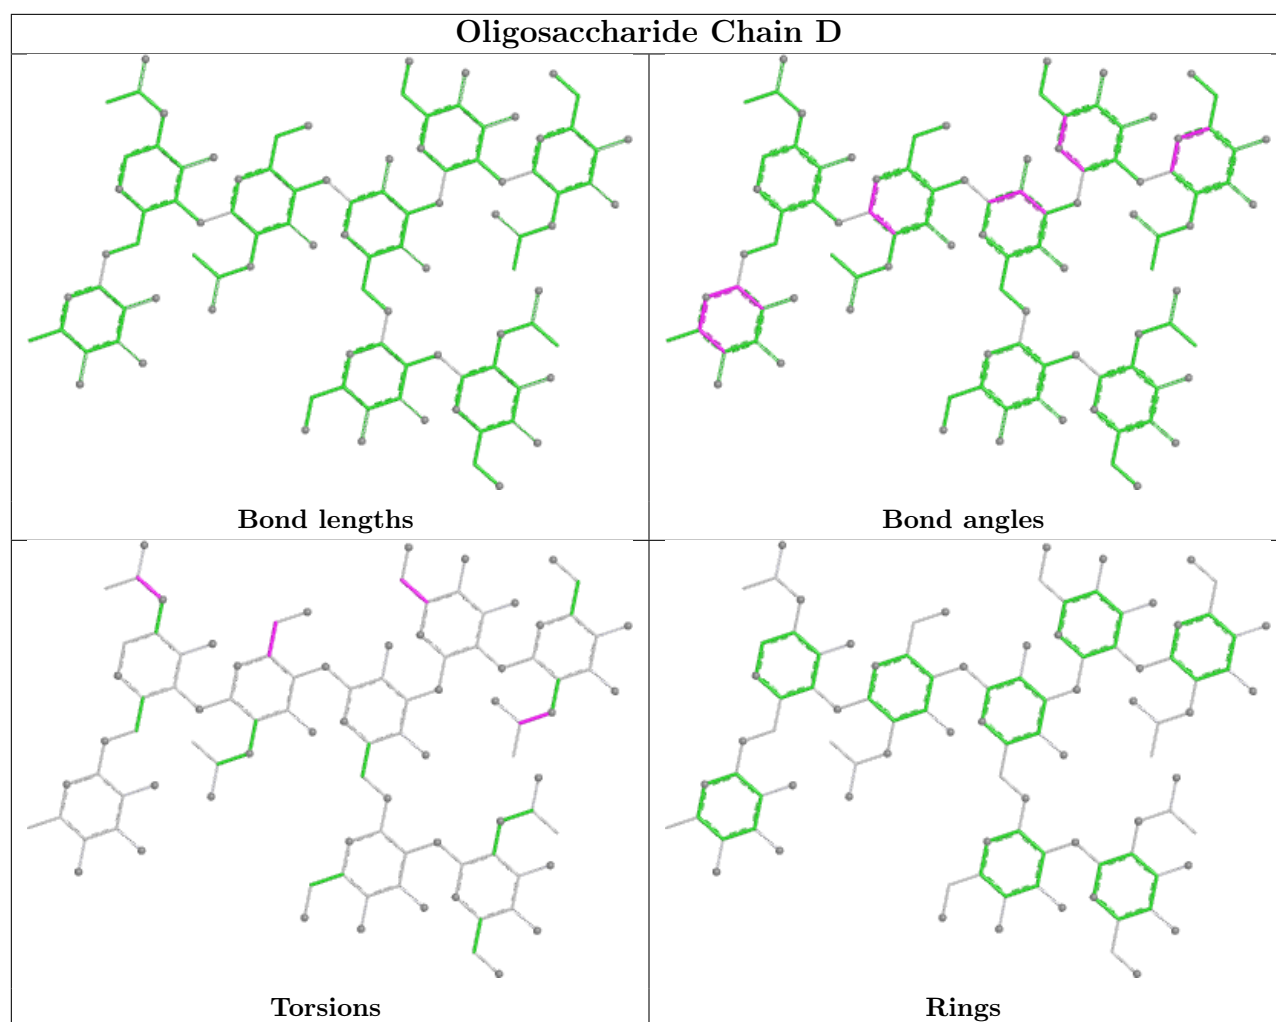 Oligosaccharide Chain D
Bond lengths
Bond angles
Torsions
Rings